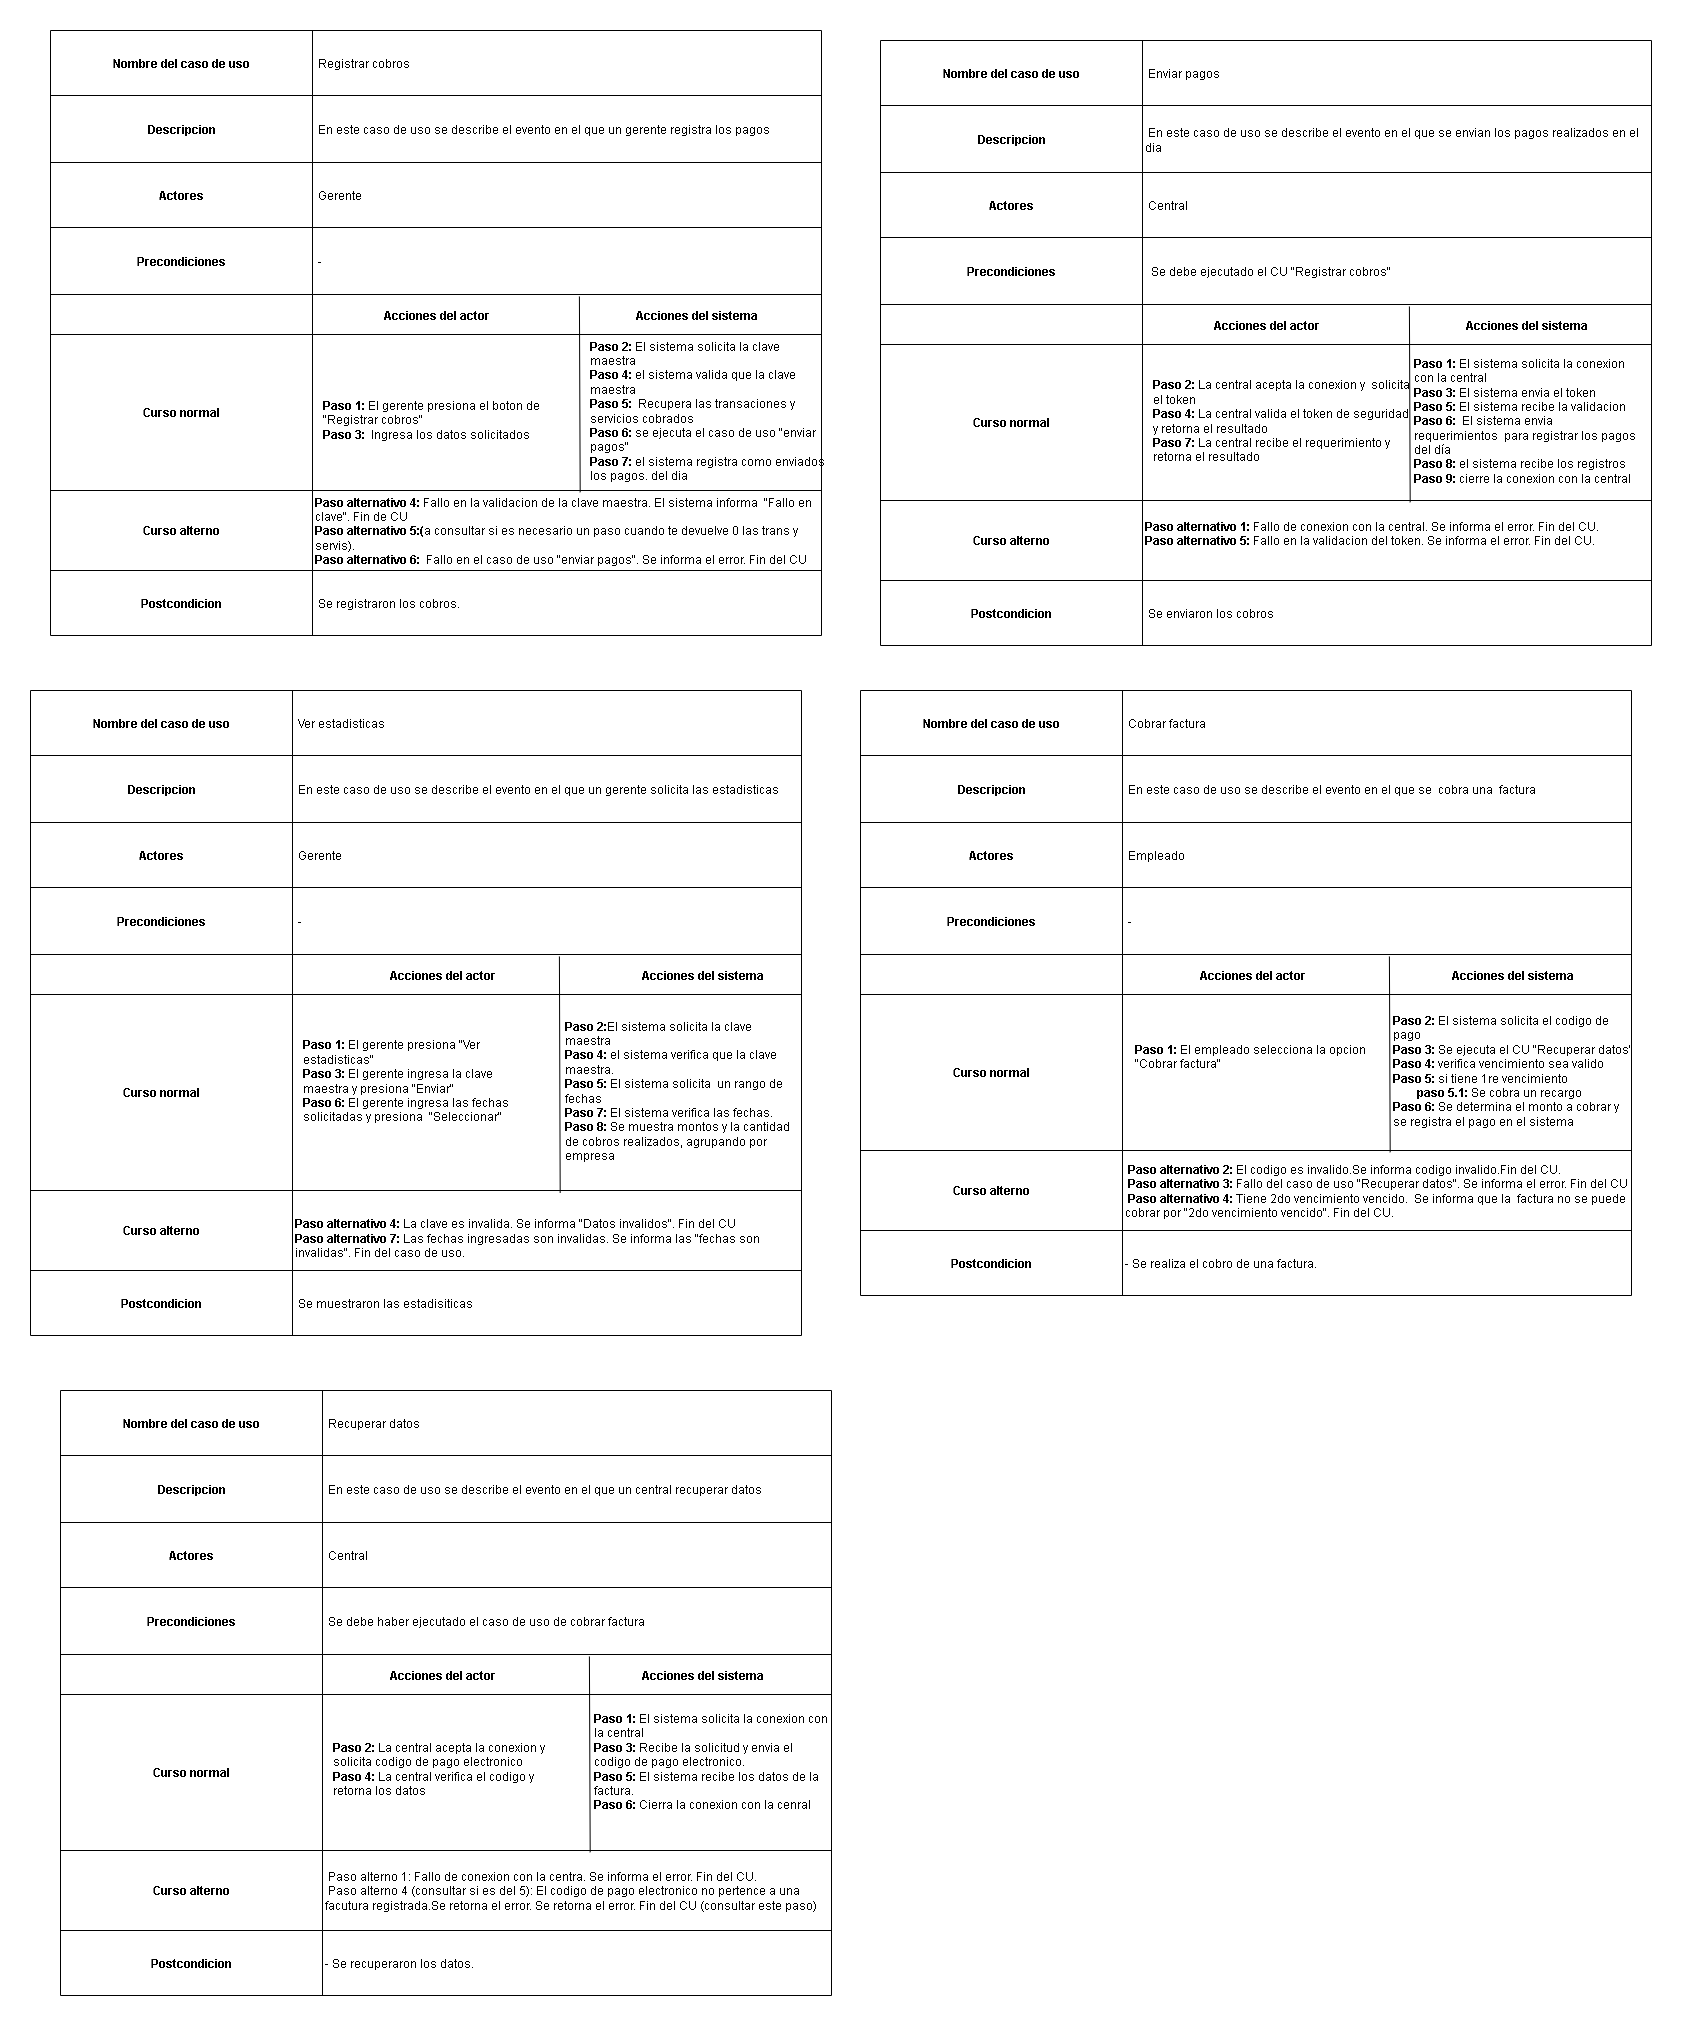 Nombre del caso de uso
Registrar cobros
Descripcion
En este caso de uso se describe el evento en el que un gerente registra los pagos
Actores
Gerente
Precondiciones
-
Acciones del actor
Acciones del sistema
Curso normal
Paso 1: El gerente presiona el boton de
"Registrar cobros"
Paso 3:  Ingresa los datos solicitados
Paso 2: El sistema solicita la clave
maestra
Paso 4: el sistema valida que la clave
maestra
Paso 5:  Recupera las transaciones y
servicios cobrados
Paso 6: se ejecuta el caso de uso "enviar
pagos"
Paso 7: el sistema registra como enviados
los pagos. del dia
Curso alterno
Paso alternativo 4: Fallo en la validacion de la clave maestra. El sistema informa  "Fallo en
clave". Fin de CU
Paso alternativo 5:(a consultar si es necesario un paso cuando te devuelve 0 las trans y
servis).
Paso alternativo 6:  Fallo en el caso de uso "enviar pagos". Se informa el error. Fin del CU
Postcondicion
Se registraron los cobros.
Nombre del caso de uso
Enviar pagos
Descripcion
En este caso de uso se describe el evento en el que se envian los pagos realizados en el
dia
Actores
Central
Precondiciones
Se debe ejecutado el CU "Registrar cobros"
Acciones del actor
Acciones del sistema
Curso normal
Paso 2: La central acepta la conexion y  solicita
el token
Paso 4: La central valida el token de seguridad
y retorna el resultado
Paso 7: La central recibe el requerimiento y
retorna el resultado
Paso 1: El sistema solicita la conexion
con la central
Paso 3: El sistema envia el token
Paso 5: El sistema recibe la validacion
Paso 6:  El sistema envia
requerimientos  para registrar los pagos
del día
Paso 8: el sistema recibe los registros
Paso 9: cierre la conexion con la central
Curso alterno
Paso alternativo 1: Fallo de conexion con la central. Se informa el error. Fin del CU.
Paso alternativo 5: Fallo en la validacion del token. Se informa el error. Fin del CU.
Postcondicion
Se enviaron los cobros
Nombre del caso de uso
Ver estadisticas
Descripcion
En este caso de uso se describe el evento en el que un gerente solicita las estadisticas
Actores
Gerente
Precondiciones
-
Acciones del actor
Acciones del sistema
Curso normal
Paso 1: El gerente presiona "Ver
estadisticas"
Paso 3: El gerente ingresa la clave
maestra y presiona "Enviar"
Paso 6: El gerente ingresa las fechas
solicitadas y presiona  "Seleccionar"
Paso 2:El sistema solicita la clave
maestra
Paso 4: el sistema verifica que la clave
maestra.
Paso 5: El sistema solicita  un rango de
fechas
Paso 7: El sistema verifica las fechas.
Paso 8: Se muestra montos y la cantidad
de cobros realizados, agrupando por
empresa
Curso alterno
Paso alternativo 4: La clave es invalida. Se informa "Datos invalidos". Fin del CU
Paso alternativo 7: Las fechas ingresadas son invalidas. Se informa las "fechas son
invalidas". Fin del caso de uso.
Postcondicion
Se muestraron las estadisiticas
Nombre del caso de uso
Cobrar factura
Descripcion
En este caso de uso se describe el evento en el que se  cobra una  factura
Actores
Empleado
Precondiciones
-
Acciones del actor
Acciones del sistema
Curso normal
Paso 1: El empleado selecciona la opcion
"Cobrar factura"
Paso 2: El sistema solicita el codigo de
pago
Paso 3: Se ejecuta el CU "Recuperar datos"
Paso 4: verifica vencimiento sea valido
Paso 5: si tiene 1re vencimiento
paso 5.1: Se cobra un recargo
Paso 6: Se determina el monto a cobrar y
se registra el pago en el sistema
Curso alterno
Paso alternativo 2: El codigo es invalido.Se informa codigo invalido.Fin del CU.
Paso alternativo 3: Fallo del caso de uso "Recuperar datos". Se informa el error. Fin del CU
Paso alternativo 4: Tiene 2do vencimiento vencido.  Se informa que la  factura no se puede
cobrar por "2do vencimiento vencido". Fin del CU.
Postcondicion
- Se realiza el cobro de una factura.
Nombre del caso de uso
Recuperar datos
Descripcion
En este caso de uso se describe el evento en el que un central recuperar datos
Actores
Central
Precondiciones
Se debe haber ejecutado el caso de uso de cobrar factura
Acciones del actor
Acciones del sistema
Curso normal
Paso 2: La central acepta la conexion y
solicita codigo de pago electronico
Paso 4: La central verifica el codigo y
retorna los datos
Paso 1: El sistema solicita la conexion con
la central
Paso 3: Recibe la solicitud y envia el
codigo de pago electronico.
Paso 5: El sistema recibe los datos de la
factura.
Paso 6: Cierra la conexion con la cenral
Curso alterno
Paso alterno 1: Fallo de conexion con la centra. Se informa el error. Fin del CU.
Paso alterno 4 (consultar si es del 5): El codigo de pago electronico no pertence a una
facutura registrada.Se retorna el error. Se retorna el error. Fin del CU (consultar este paso)
Postcondicion
- Se recuperaron los datos.